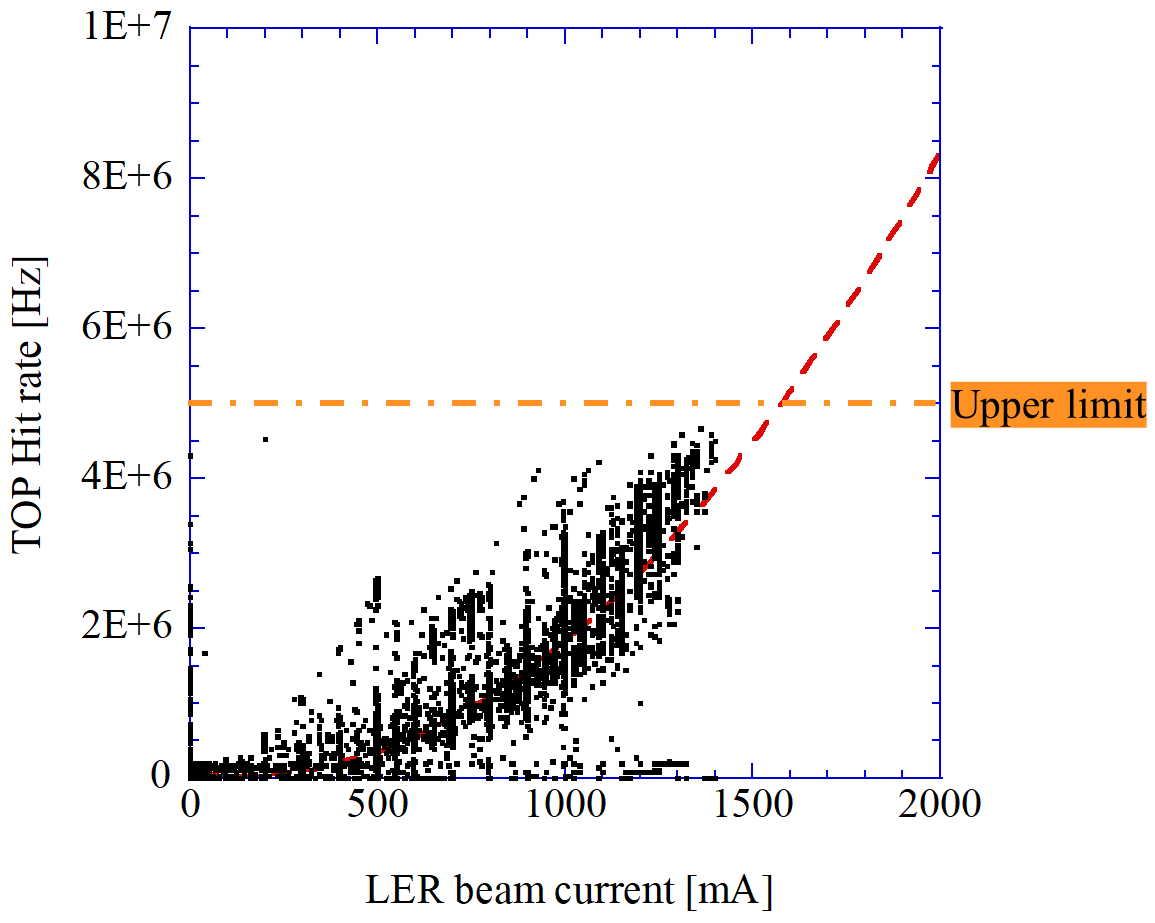 1E+7
8E+6
6E+6
4E+6
2E+6
0
TOP Hit rate [Hz]
Upper limit
0 500 1000 1500 2000
LER beam current [mA]